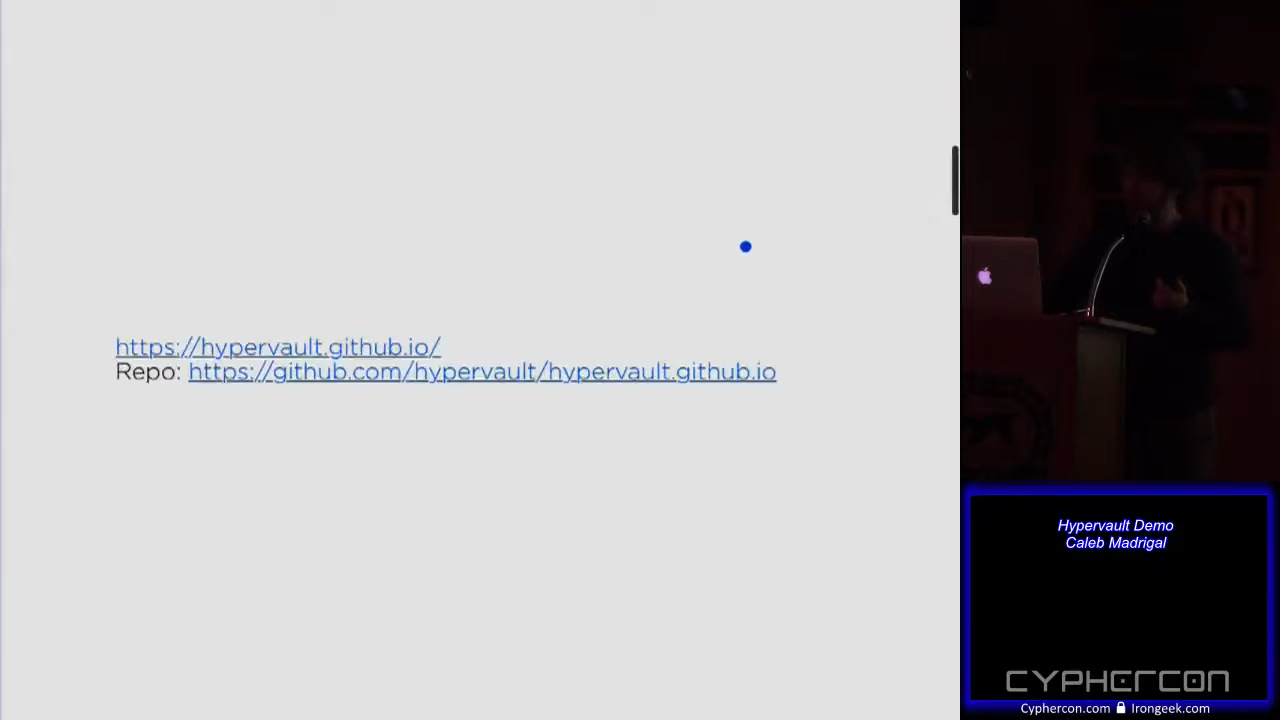 https://hypervault.github.io/
Repo: https://github.com/hypervault/hypervault.github.io
Hypervault Demo
Caleb Madrigal
CYPHERCON
Cyphercon.com Irongeek.com